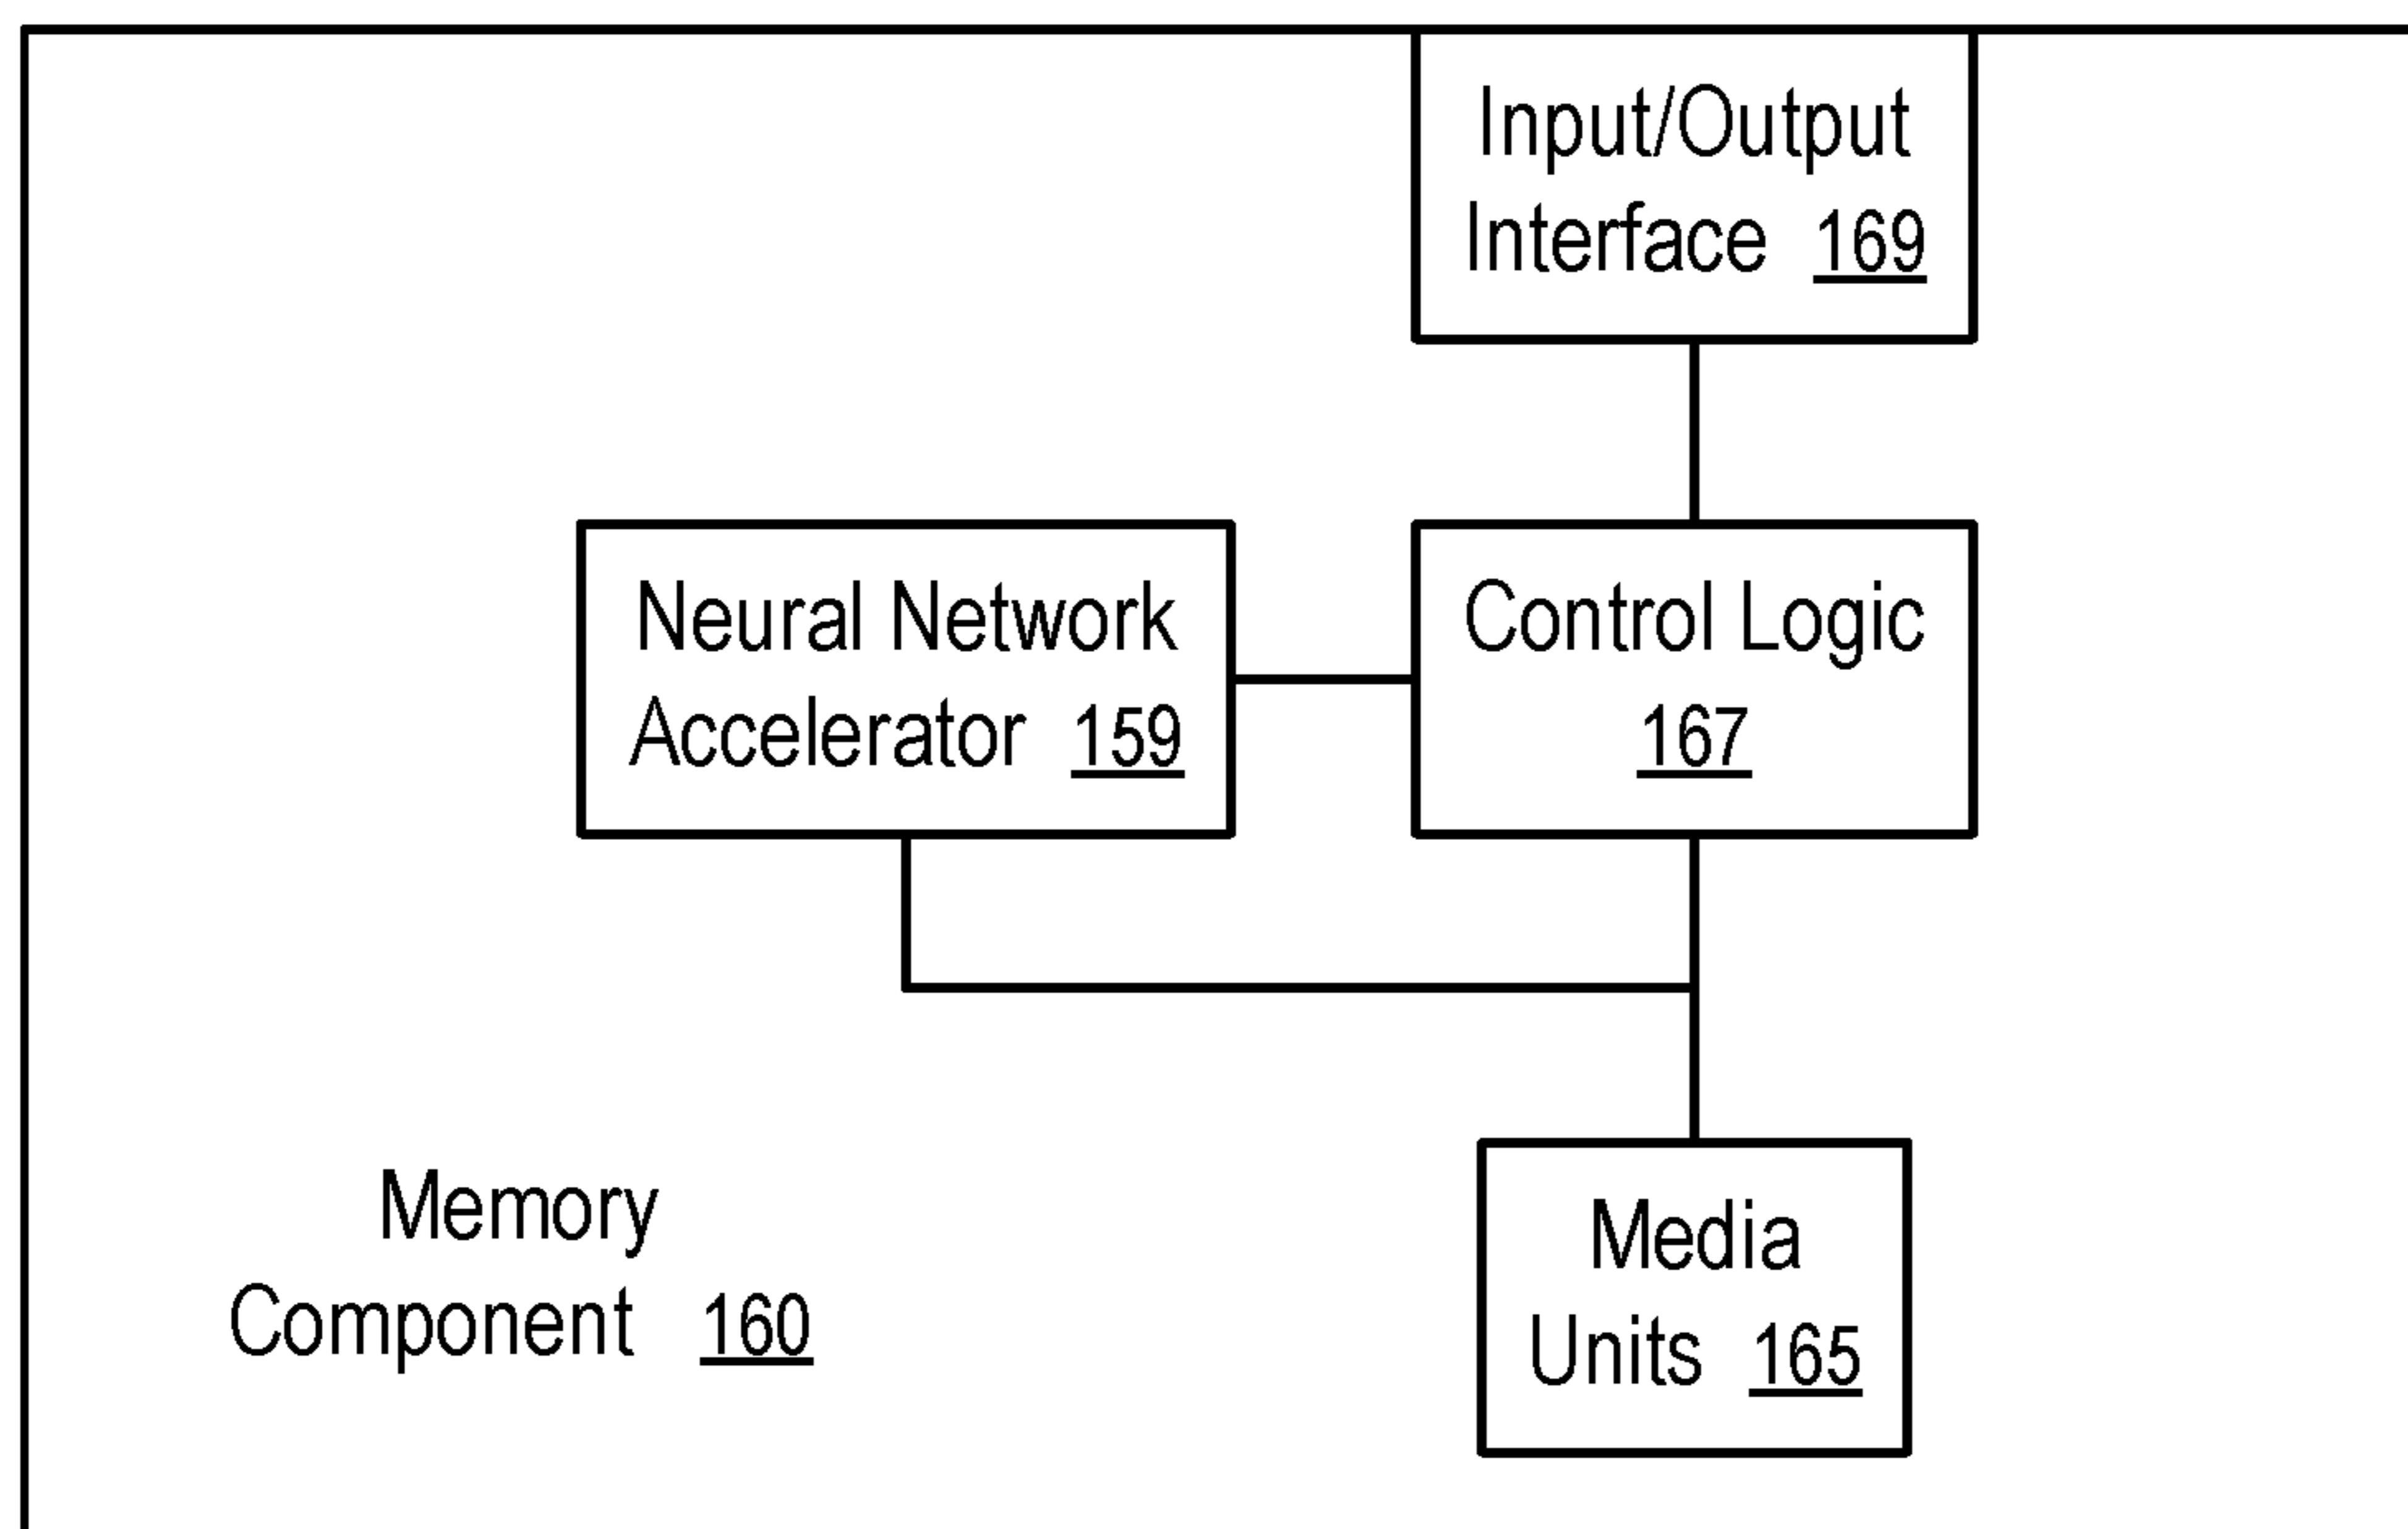 Input/Output
Interface 169
Neural Network
Accelerator 159
Control Logic
167
Memory
Component 160
Media
Units 165